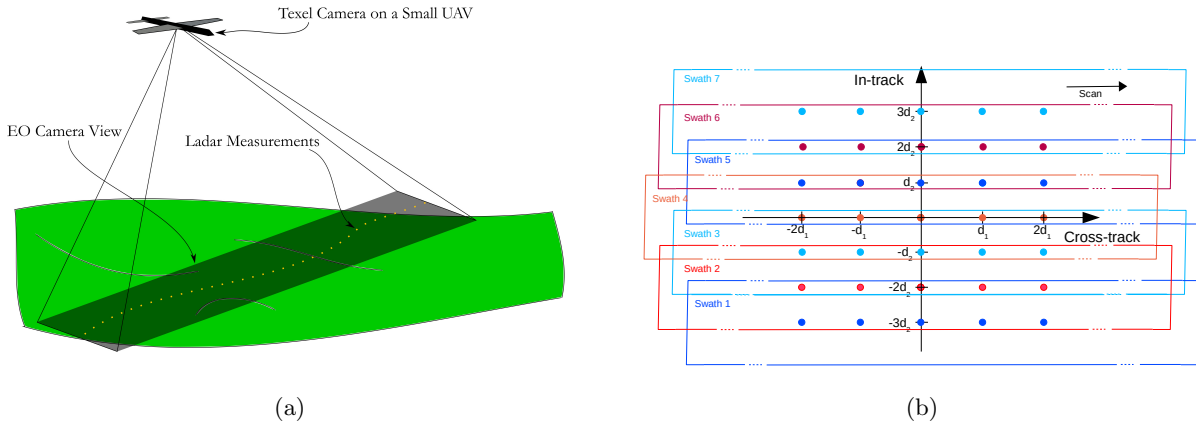 Texel Camera on a Small UAV
EO Camera View
Ladar Measurements
(a)
In-track
Scan
Swath 7
3d2
Swath 6
2d2
Swath 5
d2
Swath 4
-2d1
-d1
d1
2d1
Cross-track
Swath 3
-d2
Swath 2
-2d2
Swath 1
-3d2
(b)